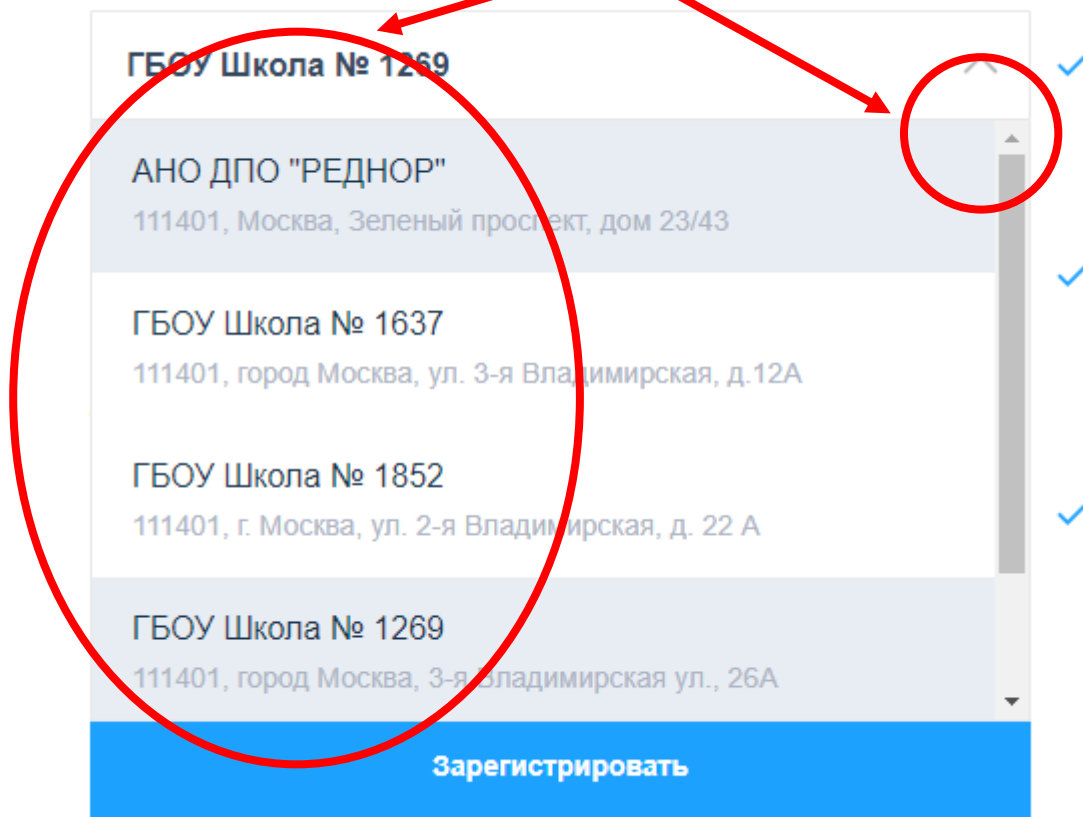 ГБОУ Школа № 1269
АНО ДПО "РЕДНОР"
111401, Москва, Зеленый проспект, дом 23/43
ГБОУ Школа № 1637
111401, город Москва, ул. 3-я Владимирская, д.12А
ГБОУ Школа № 1852
111401, г. Москва, ул. 2-я Владимирская, д. 22 А
ГБОУ Школа № 1269
111401, город Москва, 3-я Владимирская ул., 26А
Зарегистрировать